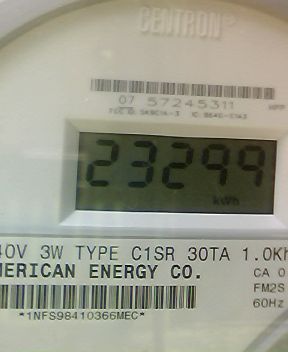 CENTRON®
07 57245311
23299
kWh
40V 3W TYPE C1SR 30TA 1.0Kh
MERICAN ENERGY CO.
CA 0
FM2S
60Hz
*1NFS98410366MEC*